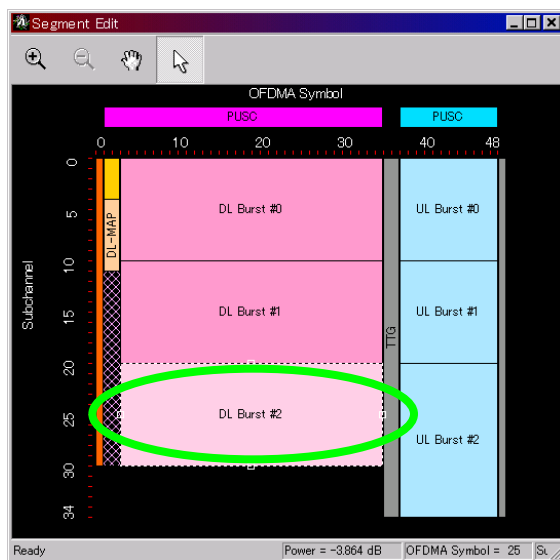 Segment Edit
OFDMA Symbol
PUSC PUSC
0 10 20 30 40 48
0
5
10
15
20
25
30
34
Subchannel
DL-MAP
DL Burst #0
DL Burst #1
DL Burst #2
TTG
UL Burst #0
UL Burst #1
UL Burst #2
Ready Power = -3.864 dB OFDMA Symbol = 25